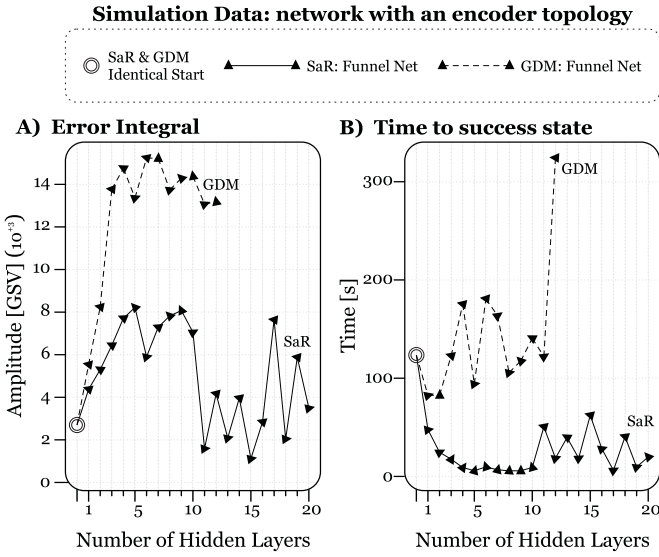 Simulation Data: network with an encoder topology
SaR & GDM
Identical Start
SaR: Funnel Net
GDM: Funnel Net
A) Error Integral
B) Time to success state
Amplitude [GSV] (10⁺³)
14
12
10
8
6
4
2
0
GDM
SaR
1
5
10
15
20
Number of Hidden Layers
Time [s]
300
200
100
0
GDM
SaR
1
5
10
15
20
Number of Hidden Layers